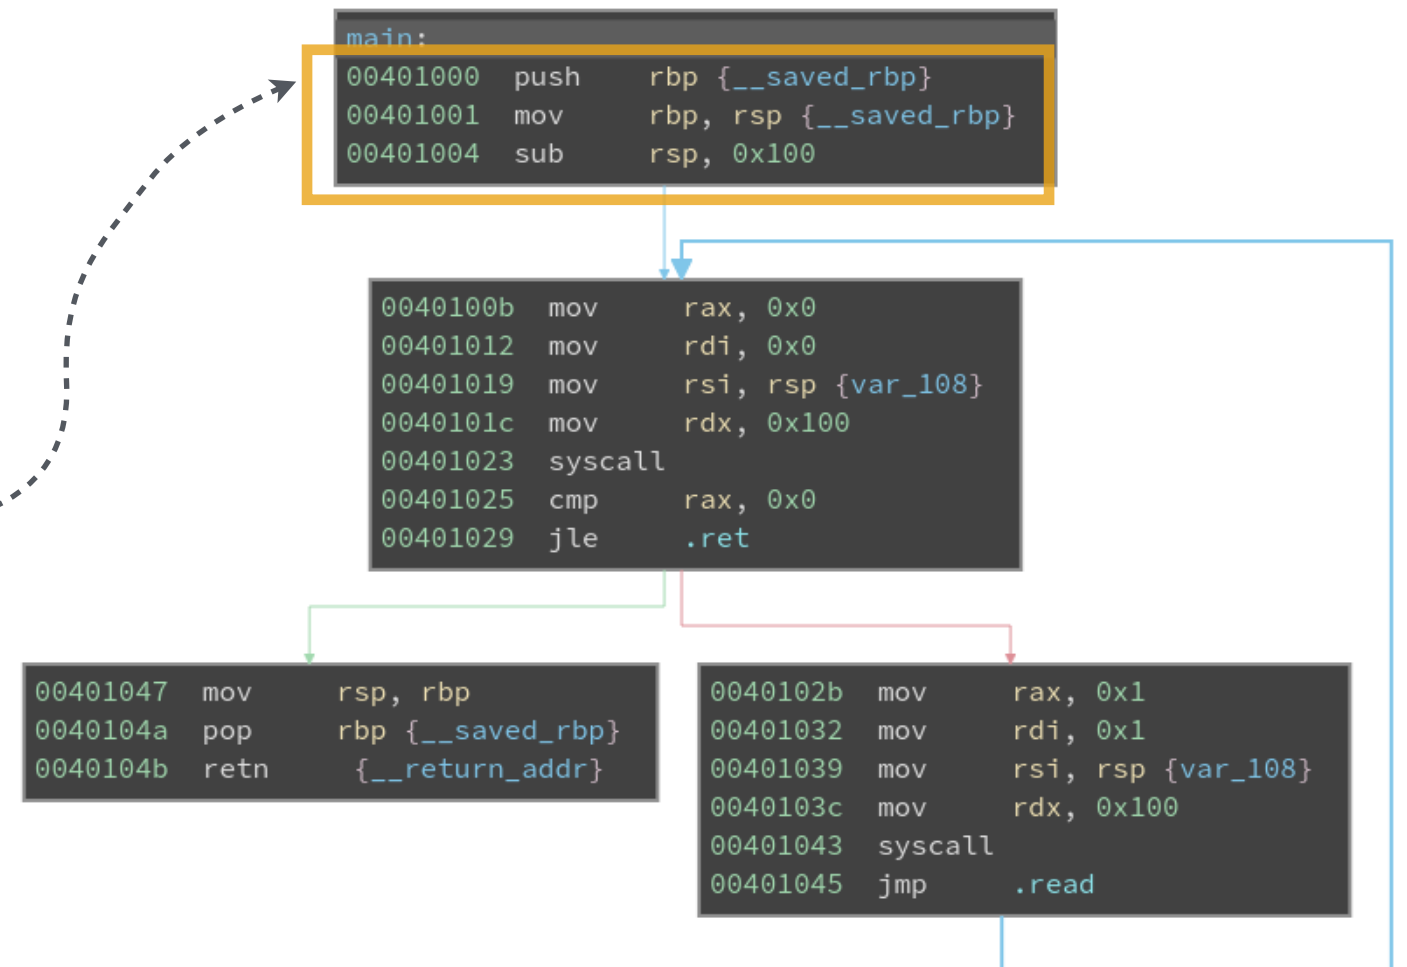 main:
00401000 push rbp {__saved_rbp}
00401001 mov rbp, rsp {__saved_rbp}
00401004 sub rsp, 0x100
0040100b mov rax, 0x0
00401012 mov rdi, 0x0
00401019 mov rsi, rsp {var_108}
0040101c mov rdx, 0x100
00401023 syscall
00401025 cmp rax, 0x0
00401029 jle .ret
00401047 mov rsp, rbp
0040104a pop rbp {__saved_rbp}
0040104b retn {__return_addr}
0040102b mov rax, 0x1
00401032 mov rdi, 0x1
00401039 mov rsi, rsp {var_108}
0040103c mov rdx, 0x100
00401043 syscall
00401045 jmp .read